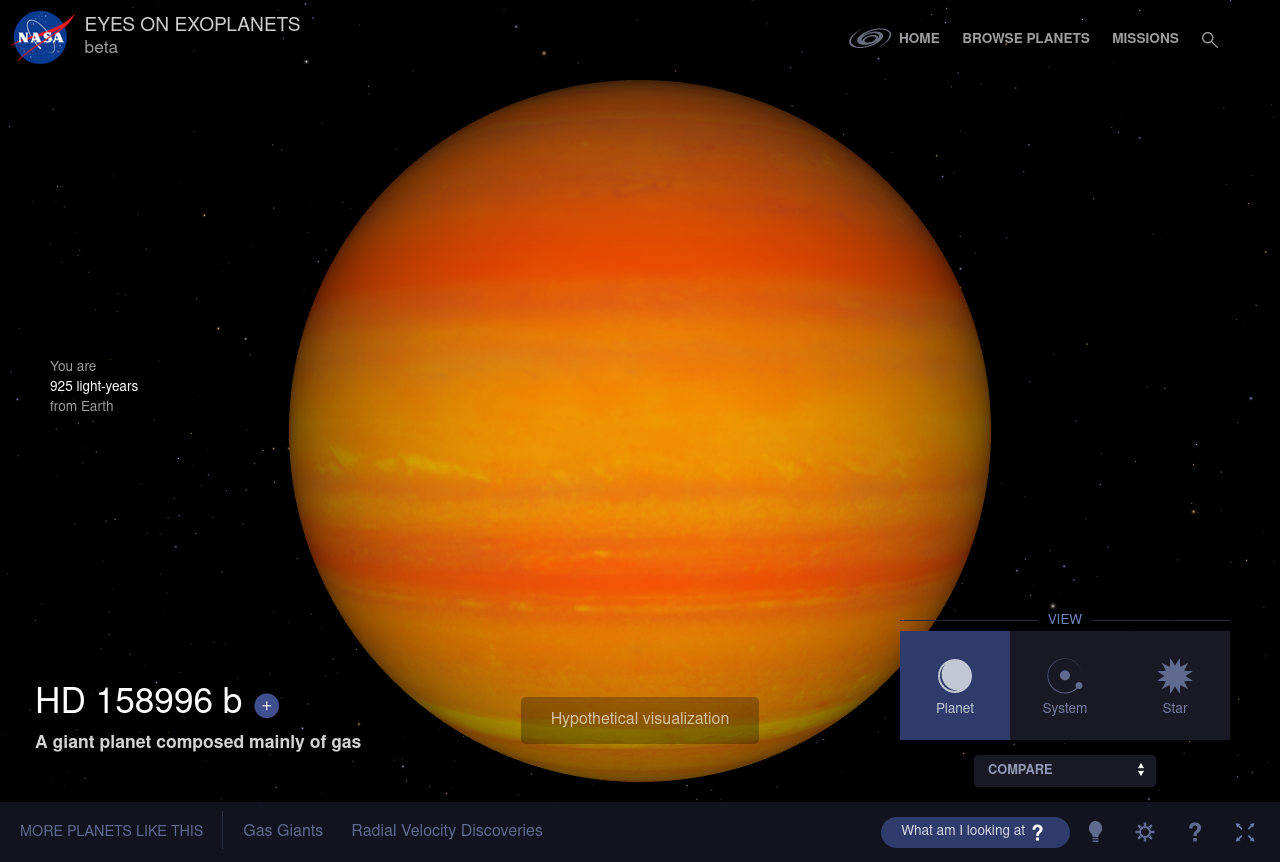 NASA
EYES ON EXOPLANETS
beta
HOME
BROWSE PLANETS
MISSIONS
You are
925 light-years
from Earth
VIEW
Planet
System
Star
COMPARE
HD 158996 b +
A giant planet composed mainly of gas
Hypothetical visualization
MORE PLANETS LIKE THIS
Gas Giants
Radial Velocity Discoveries
What am I looking at ?
?